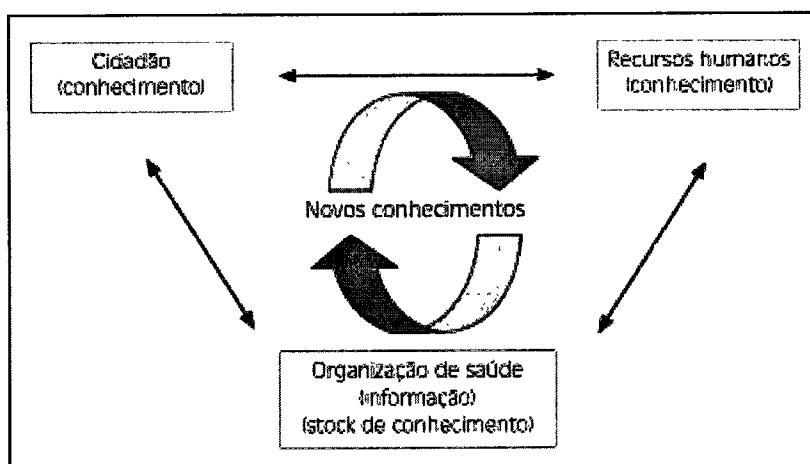 Cidadão
(conhecimento)
Recursos humanos
(conhecimento)
Novos conhecimentos
Organização de saúde
(informação)
(stock de conhecimento)